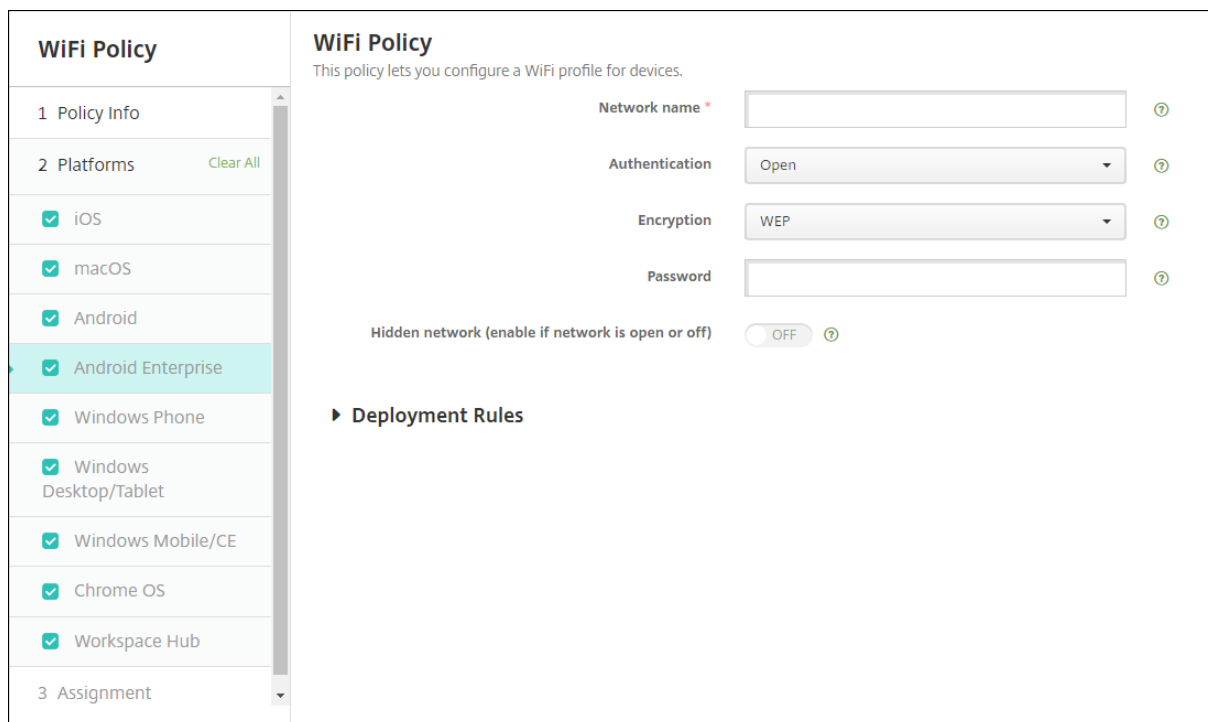 WiFi Policy
1 Policy Info
2 Platforms Clear All
iOS
macOS
Android
Android Enterprise
Windows Phone
Windows
Desktop/Tablet
Windows Mobile/CE
Chrome OS
Workspace Hub
3 Assignment
WiFi Policy
This policy lets you configure a WiFi profile for devices.
Network name * ?
Authentication Open ?
Encryption WEP ?
Password ?
Hidden network (enable if network is open or off) OFF ?
Deployment Rules